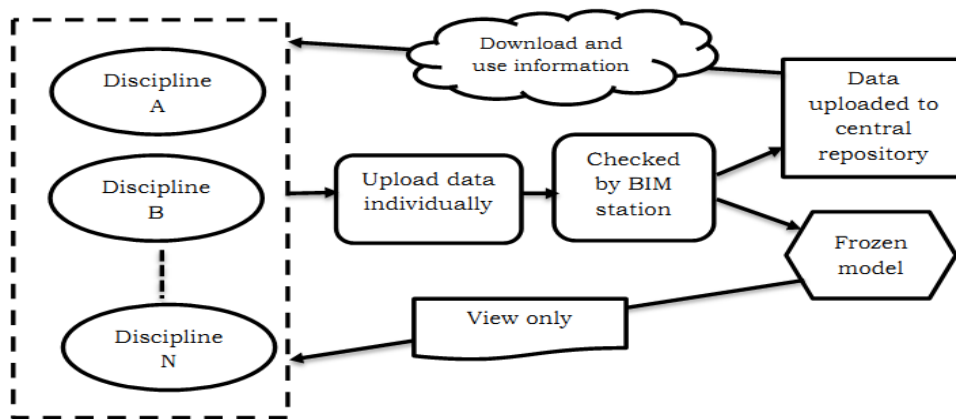 Discipline
A
Discipline
B
Discipline
N
Upload data
individually
Checked
by BIM
station
Download and
use information
Data
uploaded to
central
repository
Frozen
model
View only